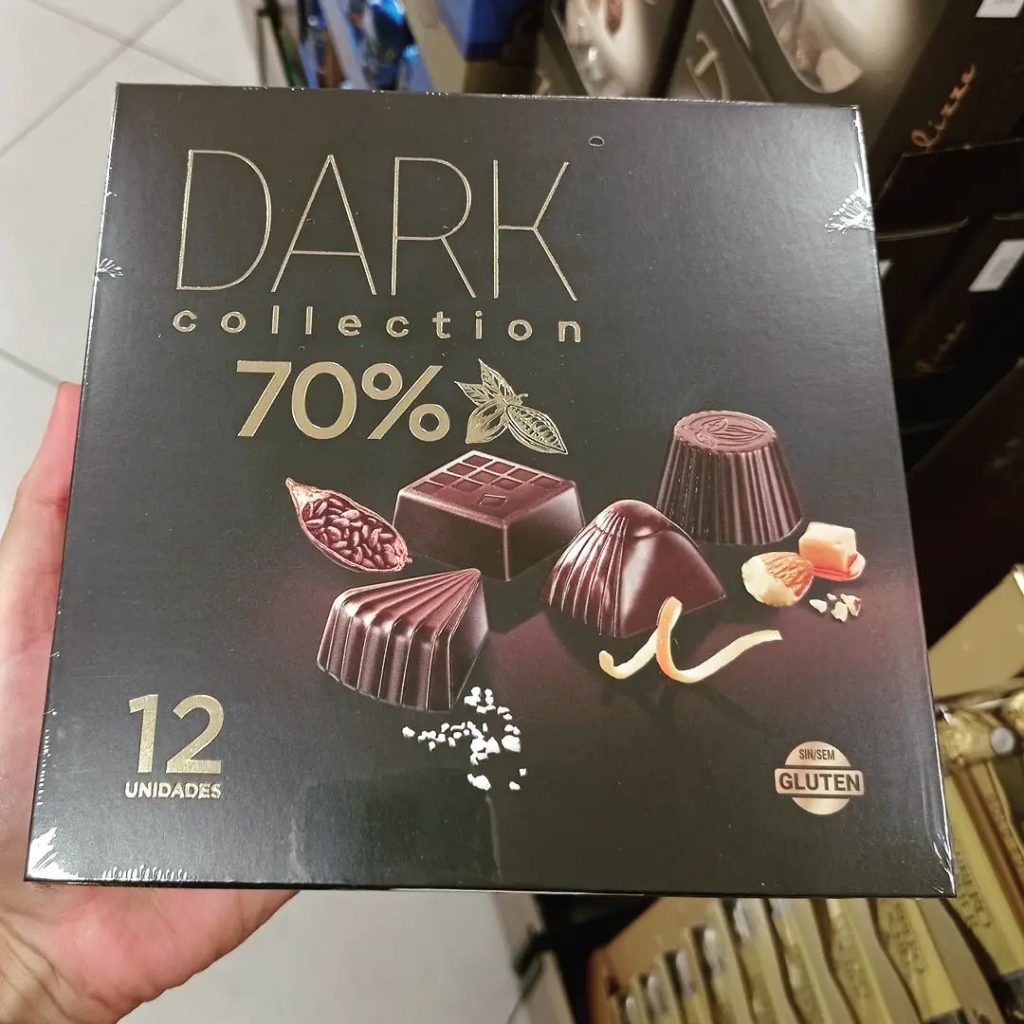 DARK
collection
70%
12
UNIDADES
SIN/SEM
GLUTEN